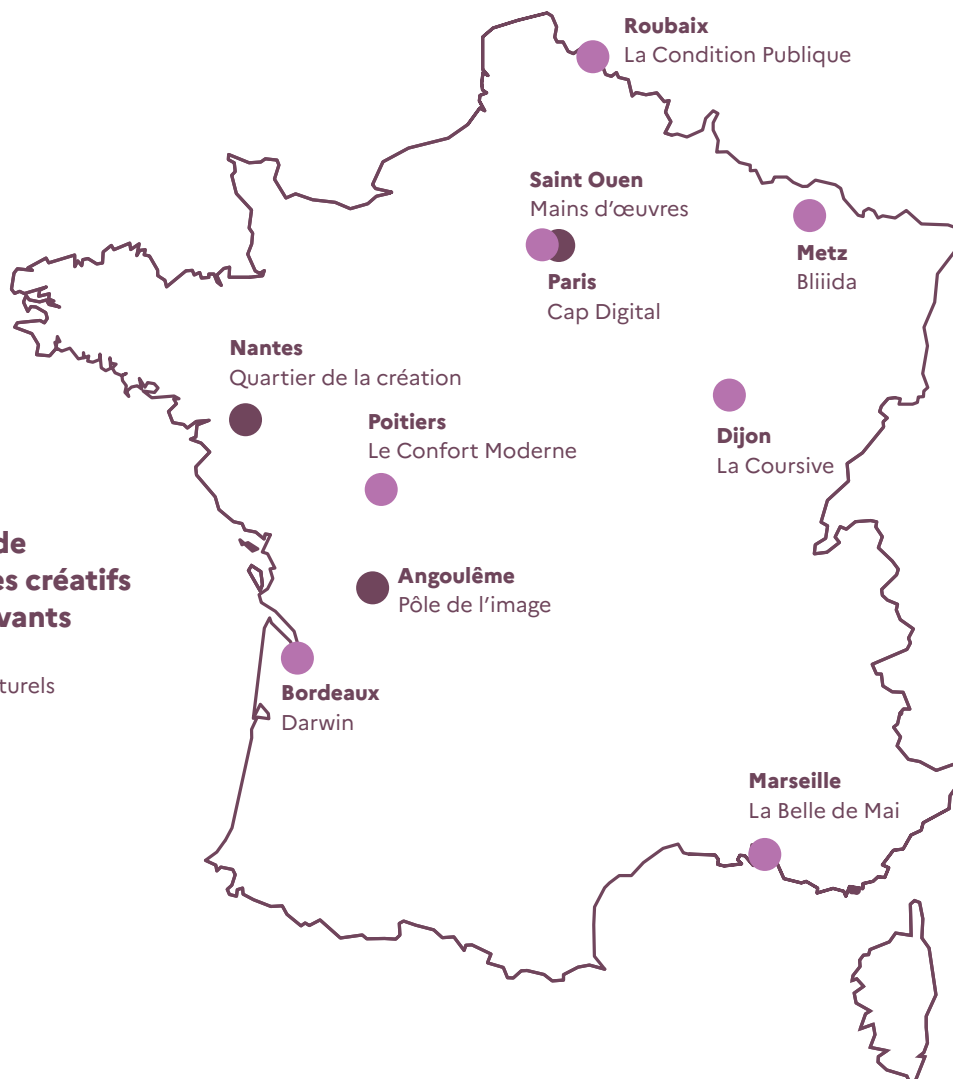 Roubaix
La Condition Publique
Saint Ouen
Mains d'œuvres
Metz
Bliiida
Paris
Cap Digital
Nantes
Quartier de la création
Poitiers
Le Confort Moderne
Dijon
La Coursive
de
es créatifs
vants
turels
Angoulême
Pôle de l'image
Bordeaux
Darwin
Marseille
La Belle de Mai